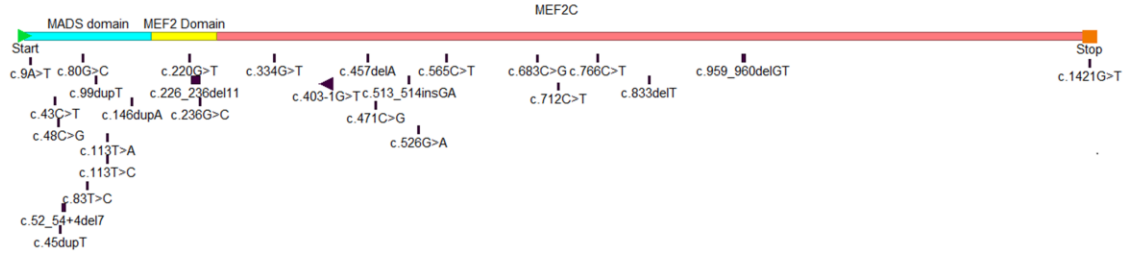 MEF2C
MADS domain MEF2 Domain
Start Stop
c.9A>T c.80G>C c.220G>T c.334G>T c.457delA c.565C>T c.683C>G c.766C>T c.959_960delGT c.1421G>T
c.99dupT c.226_236del11 c.403-1G>T c.513_514insGA c.712C>T c.833delT
c.43C>T c.146dupA c.236G>C c.471C>G
c.48C>G c.526G>A
c.113T>A
c.113T>C
c.83T>C
c.52_54+4del7
c.45dupT